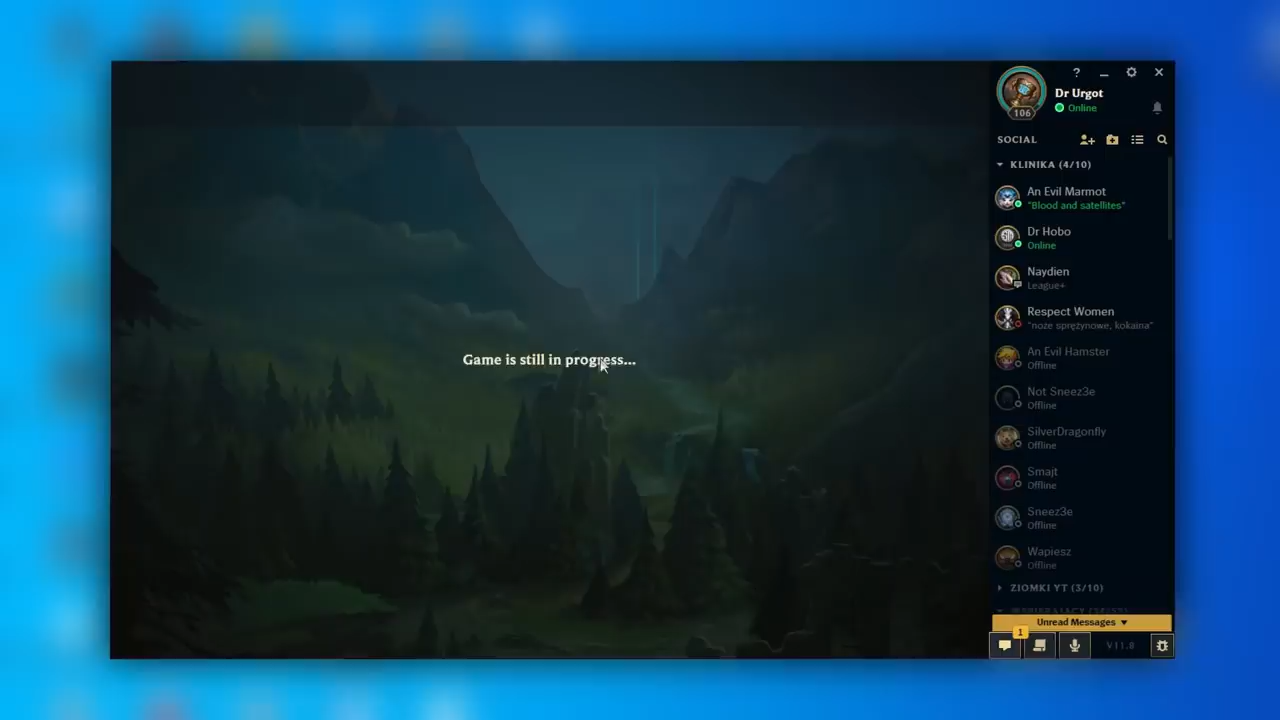 ?
Dr Urgot
106
Online
SOCIAL
KLINIKA (4/10)
An Evil Marmot
"Blood and satellites"
Dr Hobo
Online
Naydien
League+
Respect Women
"noże sprężynowe, kokaina"
Game is still in progress...
An Evil Hamster
Offline
Not Sneez3e
Offline
SilverDragonfly
Offline
Smajt
Offline
Sneez3e
Offline
Wapiesz
Offline
ZIOMKI YT (3/10)
Unread Messages
1
V11.8